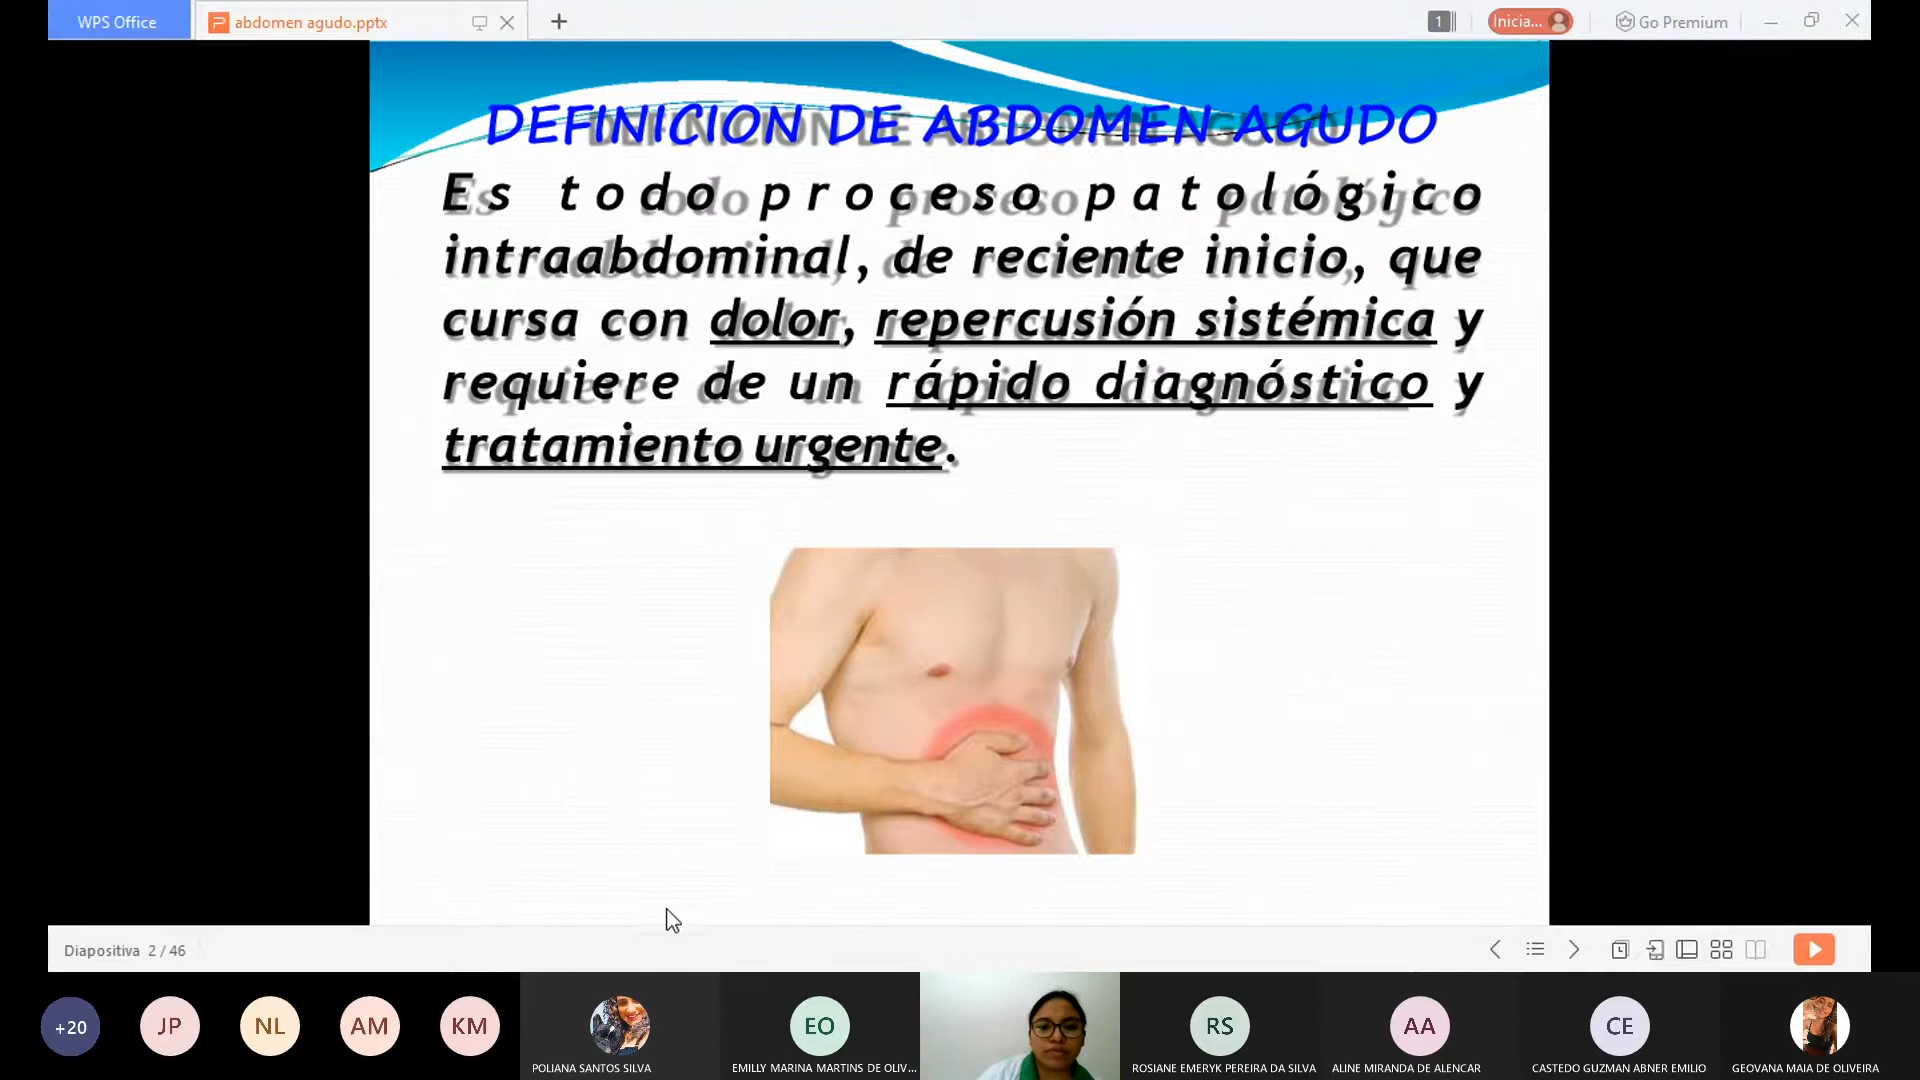 WPS Office
abdomen agudo.pptx
1
Inicia...
Go Premium
DEFINICION DE ABDOMEN AGUDO
Es todo proceso patológico
intraabdominal, de reciente inicio, que
cursa con dolor, repercusión sistémica y
requiere de un rápido diagnóstico y
tratamiento urgente.
Diapositiva 2 / 46
+20
JP
NL
AM
KM
EO
RS
AA
CE
POLIANA SANTOS SILVA
EMILLY MARINA MARTINS DE OLIV...
ROSIANE EMERYK PEREIRA DA SILVA
ALINE MIRANDA DE ALENCAR
CASTEDO GUZMAN ABNER EMILIO
GEOVANA MAIA DE OLIVEIRA